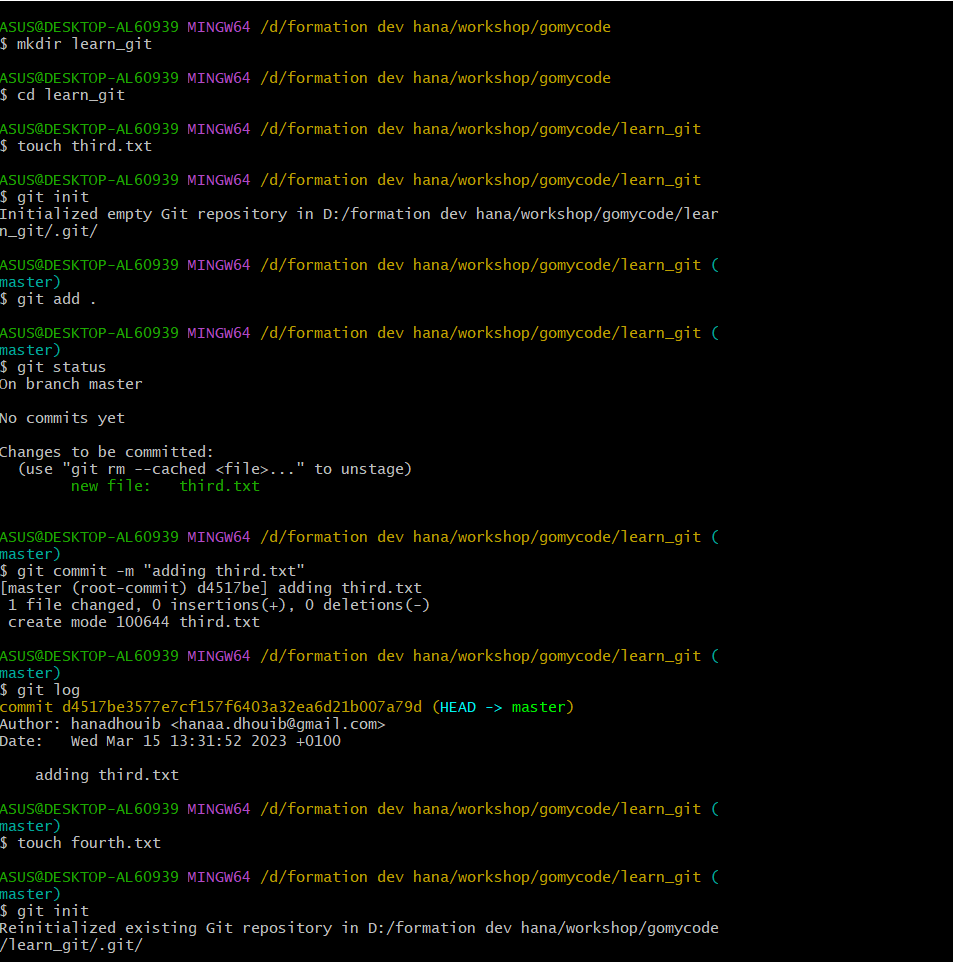 ASUS@DESKTOP-AL60939 MINGW64 /d/formation dev hana/workshop/gomycode
$ mkdir learn_git
ASUS@DESKTOP-AL60939 MINGW64 /d/formation dev hana/workshop/gomycode
$ cd learn_git
ASUS@DESKTOP-AL60939 MINGW64 /d/formation dev hana/workshop/gomycode/learn_git
$ touch third.txt
ASUS@DESKTOP-AL60939 MINGW64 /d/formation dev hana/workshop/gomycode/learn_git
$ git init
Initialized empty Git repository in D:/formation dev hana/workshop/gomycode/lear
n_git/.git/
ASUS@DESKTOP-AL60939 MINGW64 /d/formation dev hana/workshop/gomycode/learn_git (
master)
$ git add .
ASUS@DESKTOP-AL60939 MINGW64 /d/formation dev hana/workshop/gomycode/learn_git (
master)
$ git status
On branch master
No commits yet
Changes to be committed:
  (use "git rm --cached <file>..." to unstage)
        new file:   third.txt
ASUS@DESKTOP-AL60939 MINGW64 /d/formation dev hana/workshop/gomycode/learn_git (
master)
$ git commit -m "adding third.txt"
[master (root-commit) d4517be] adding third.txt
 1 file changed, 0 insertions(+), 0 deletions(-)
 create mode 100644 third.txt
ASUS@DESKTOP-AL60939 MINGW64 /d/formation dev hana/workshop/gomycode/learn_git (
master)
$ git log
commit d4517be3577e7cf157f6403a32ea6d21b007a79d (HEAD -> master)
Author: hanadhouib <hanaa.dhouib@gmail.com>
Date:   Wed Mar 15 13:31:52 2023 +0100
    adding third.txt
ASUS@DESKTOP-AL60939 MINGW64 /d/formation dev hana/workshop/gomycode/learn_git (
master)
$ touch fourth.txt
ASUS@DESKTOP-AL60939 MINGW64 /d/formation dev hana/workshop/gomycode/learn_git (
master)
$ git init
Reinitialized existing Git repository in D:/formation dev hana/workshop/gomycode
/learn_git/.git/